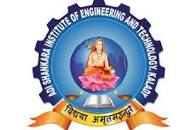 ADI SHANKARA INSTITUTE OF ENGINEERING AND TECHNOLOGY, KALADY
विद्यया अमृतमश्नुते